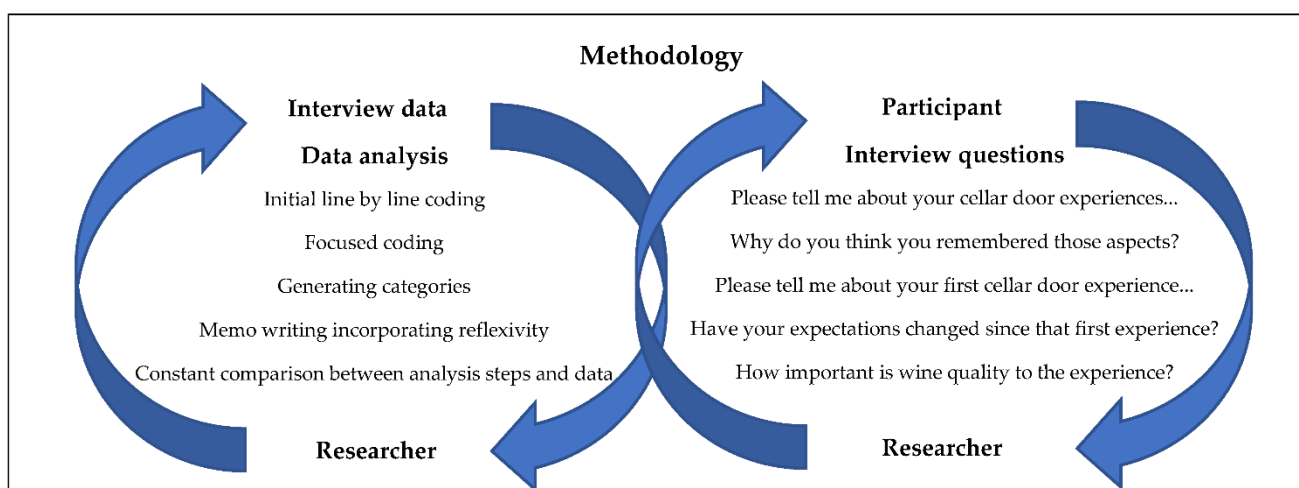 Methodology
Interview data
Data analysis
Initial line by line coding
Focused coding
Generating categories
Memo writing incorporating reflexivity
Constant comparison between analysis steps and data
Researcher
Participant
Interview questions
Please tell me about your cellar door experiences...
Why do you think you remembered those aspects?
Please tell me about your first cellar door experience...
Have your expectations changed since that first experience?
How important is wine quality to the experience?
Researcher